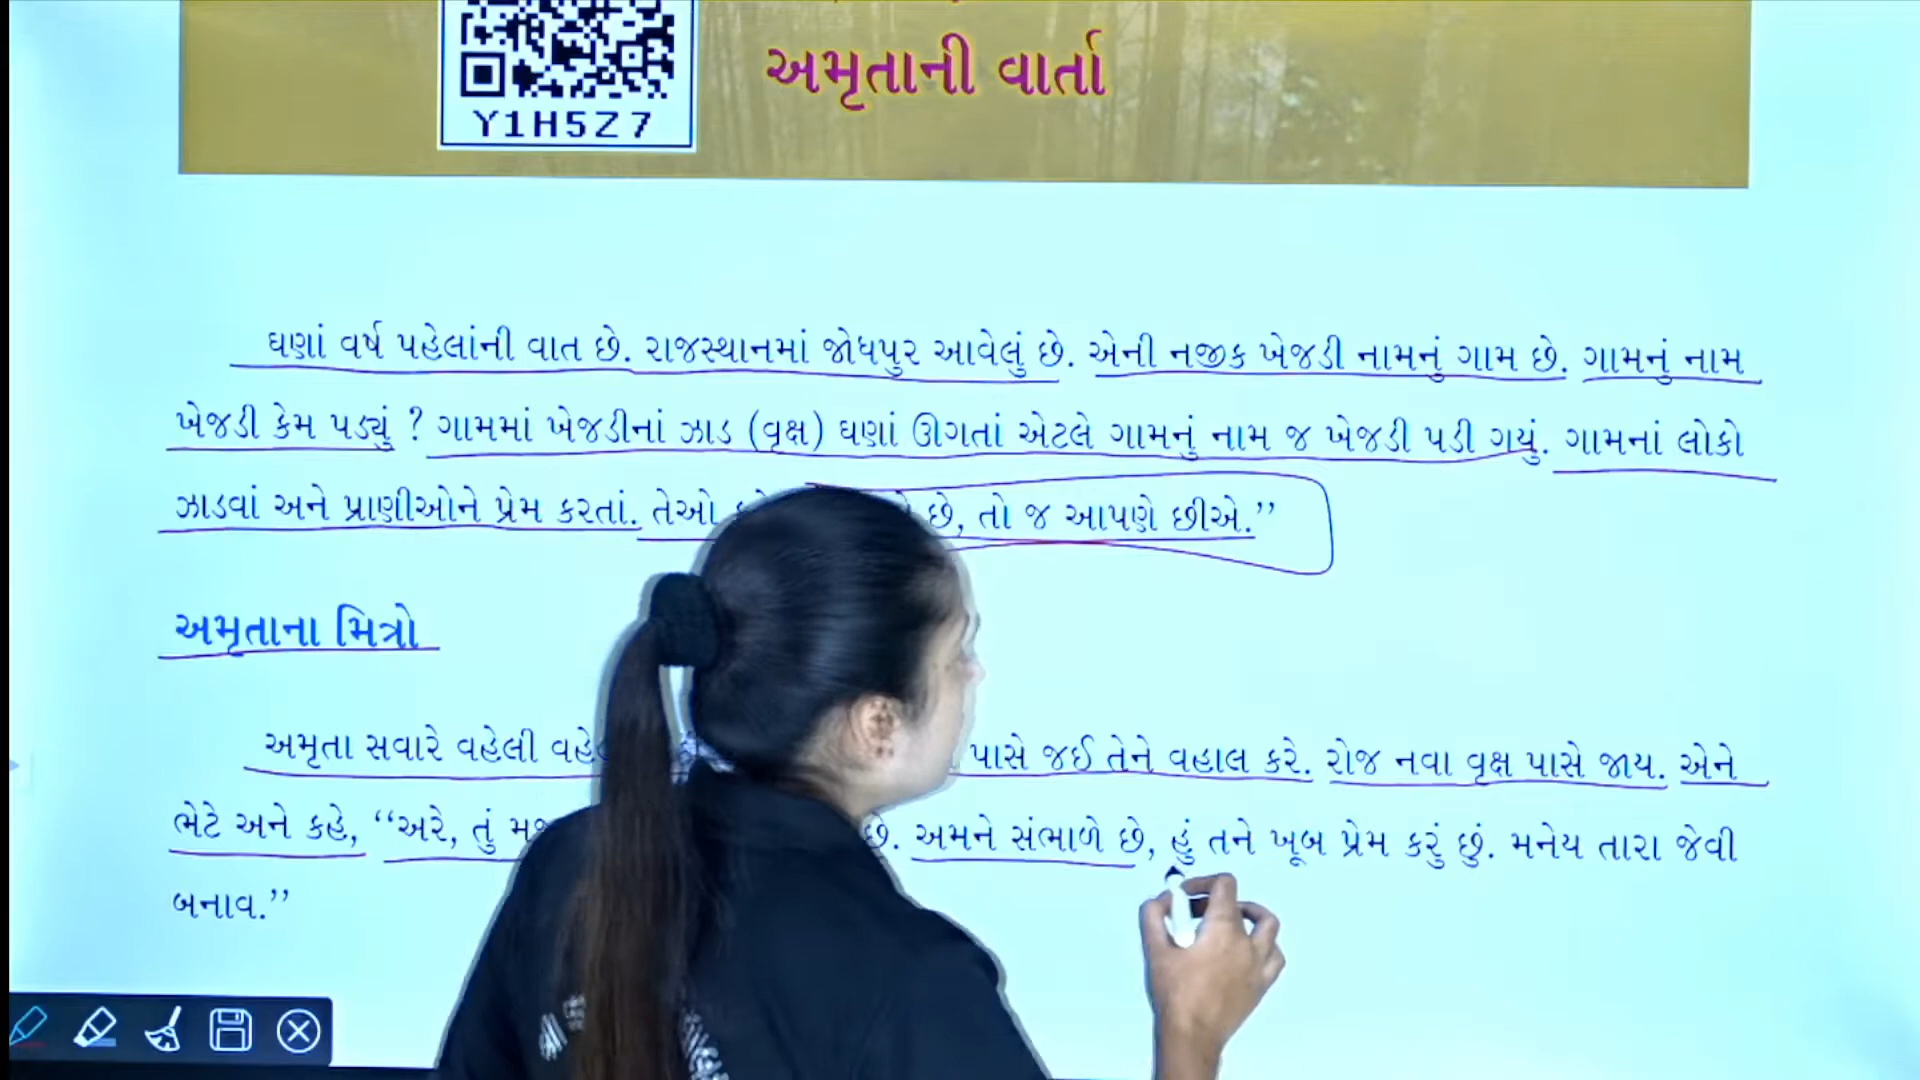 Y1H5Z7
અમૃતાની વાર્તા
ઘણાં વર્ષ પહેલાંની વાત છે. રાજસ્થાનમાં જોધપુર આવેલું છે. એની નજીક ખેજડી નામનું ગામ છે. ગામનું નામ
ખેજડી કેમ પડ્યું ? ગામમાં ખેજડીનાં ઝાડ (વૃક્ષ) ઘણાં ઊગતાં એટલે ગામનું નામ જ ખેજડી પડી ગયું. ગામનાં લોકો
ઝાડવાં અને પ્રાણીઓને પ્રેમ કરતાં. તેઓ છે, તો જ આપણે છીએ.”
અમૃતાના મિત્રો
અમૃતા સવારે વહેલી પાસે જઈ તેને વહાલ કરે. રોજ નવા વૃક્ષ પાસે જાય. એને
ભેટે અને કહે, “અરે, તું છે. અમને સંભાળે છે, હું તને ખૂબ પ્રેમ કરું છું. મનેય તારા જેવી
બનાવ.”